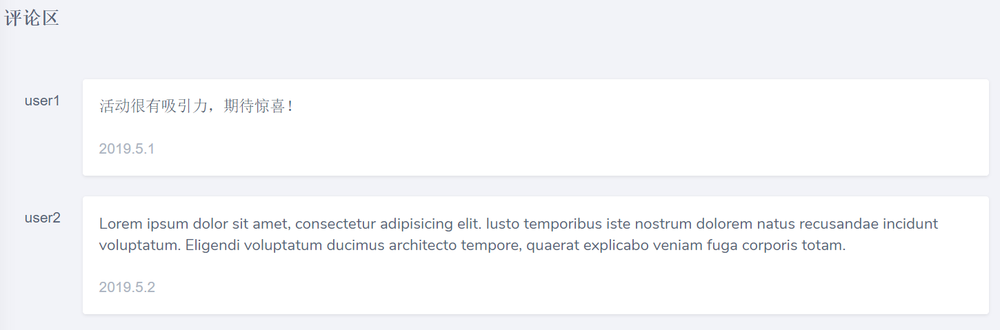 评论区
user1
活动很有吸引力，期待惊喜！
2019.5.1
user2
Lorem ipsum dolor sit amet, consectetur adipisicing elit. Iusto temporibus iste nostrum dolorem natus recusandae incidunt
voluptatum. Eligendi voluptatum ducimus architecto tempore, quaerat explicabo veniam fuga corporis totam.
2019.5.2